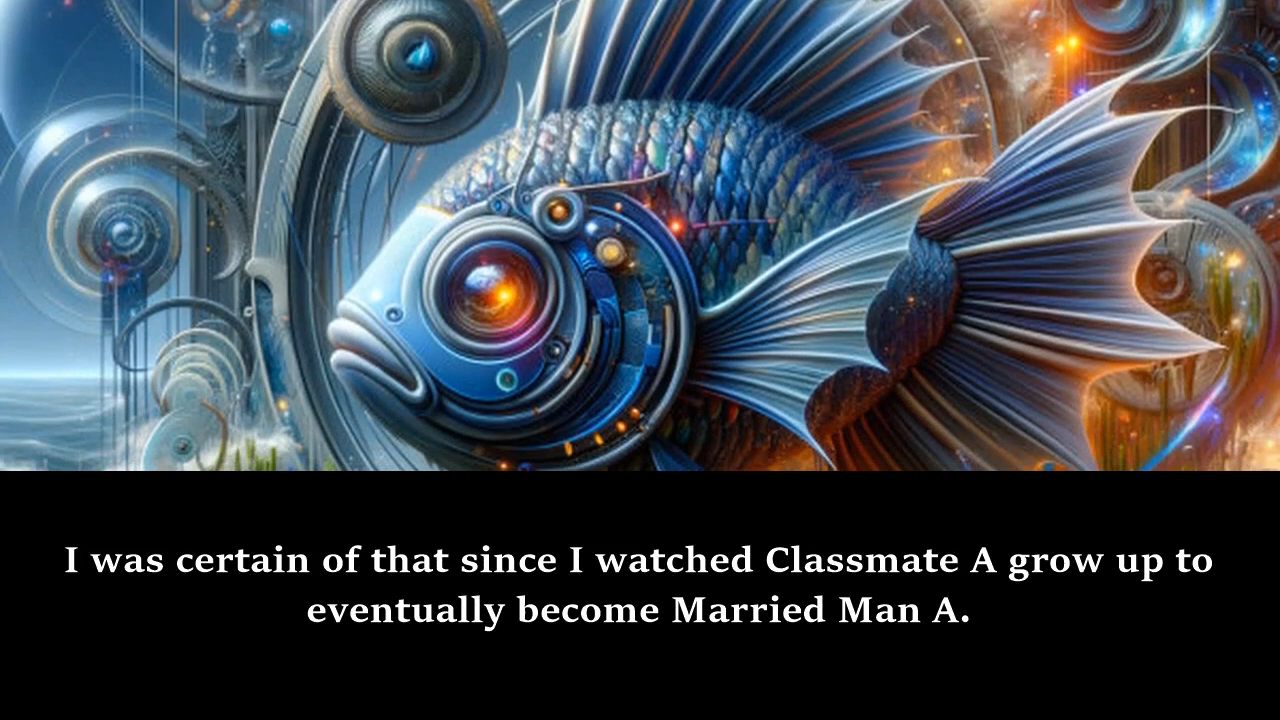 I was certain of that since I watched Classmate A grow up to
eventually become Married Man A.